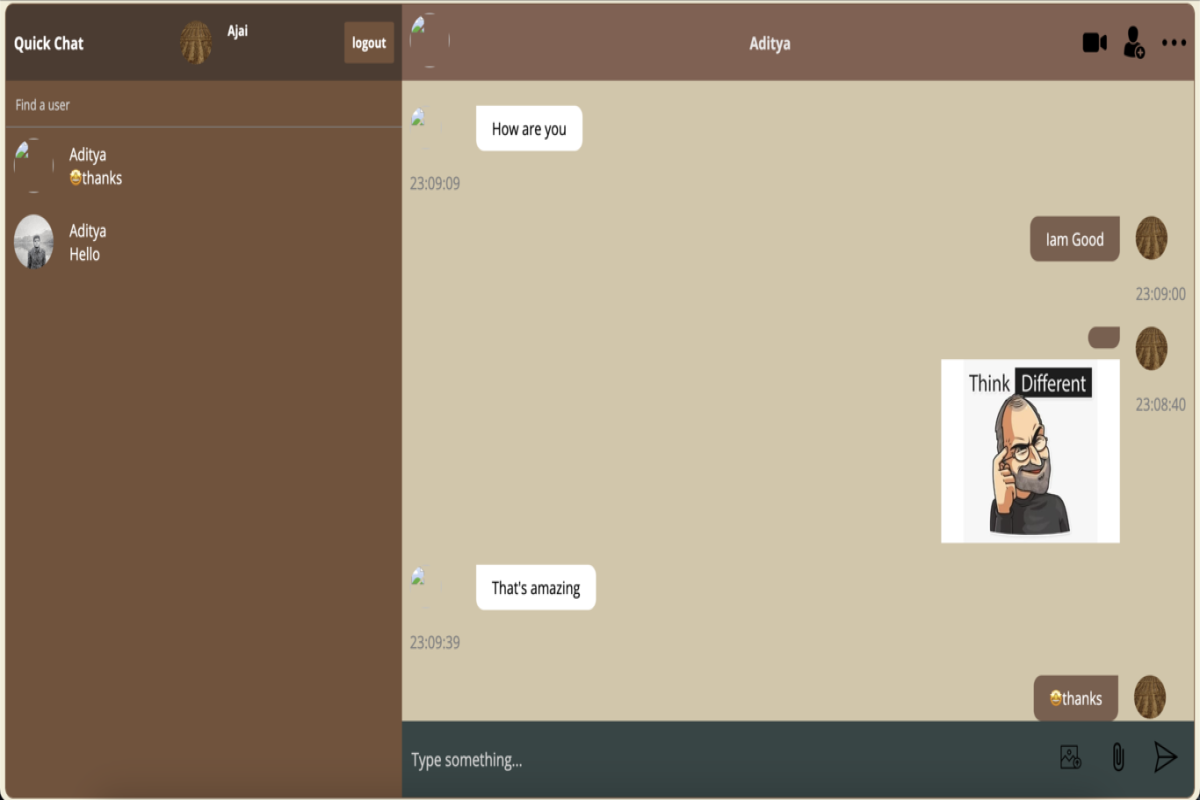 Quick Chat
Ajai
logout
Find a user
Aditya
🤩thanks
Aditya
Hello
Aditya
How are you
23:09:09
Iam Good
23:09:00
Think Different
23:08:40
That's amazing
23:09:39
🤩thanks
Type something...